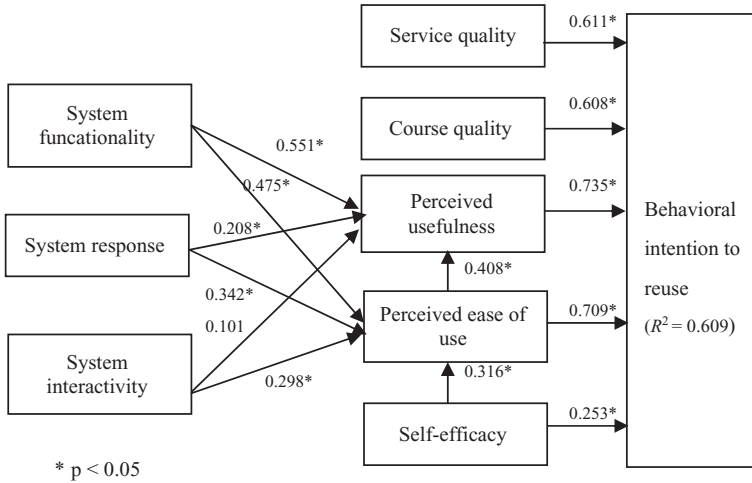 Service quality
0.611*
System
funcationality
Course quality
0.608*
0.551*
0.475*
Perceived
usefulness
0.735*
System response
0.208*
0.408*
Behavioral
intention to
reuse
(R² = 0.609)
0.342*
0.101
Perceived ease of
use
0.709*
System
interactivity
0.298*
0.316*
Self-efficacy
0.253*
* p < 0.05